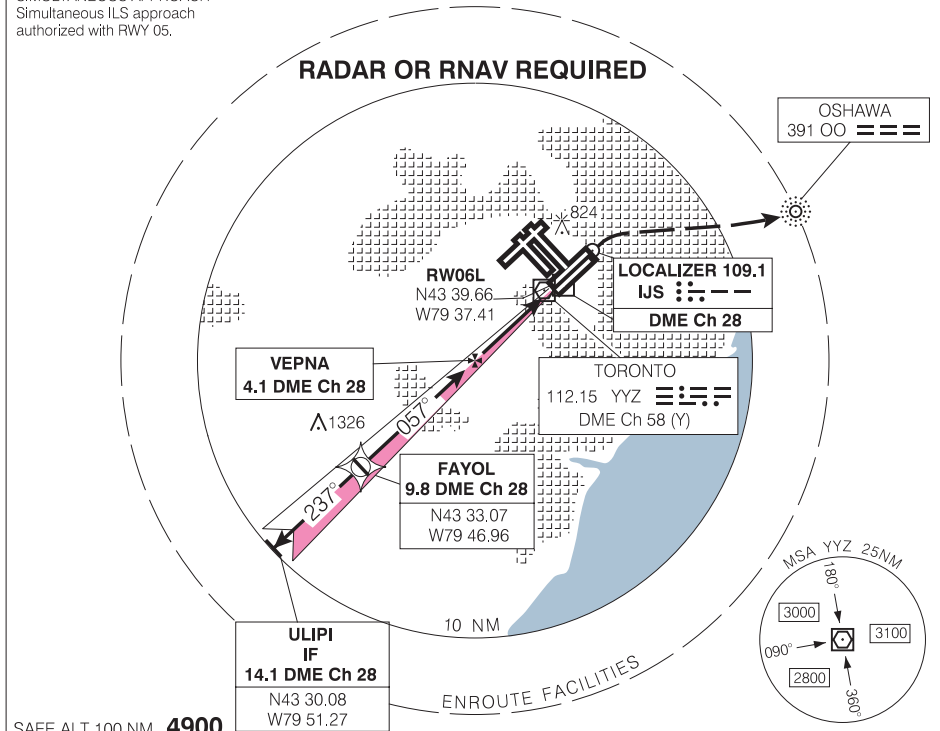 Simultaneous ILS approach
authorized with RWY 05.
RADAR OR RNAV REQUIRED
OSHAWA
391 OO
824
RW06L
N43 39.66
W79 37.41
LOCALIZER 109.1
IJS
DME Ch 28
VEPNA
4.1 DME Ch 28
TORONTO
112.15 YYZ
DME Ch 58 (Y)
1326
057°
FAYOL
9.8 DME Ch 28
N43 33.07
W79 46.96
237°
10 NM
ENROUTE FACILITIES
ULIPI
IF
14.1 DME Ch 28
N43 30.08
W79 51.27
MSA YYZ 25NM
180°
3000
3100
090°
2800
360°
SAFE ALT 100 NM 4900